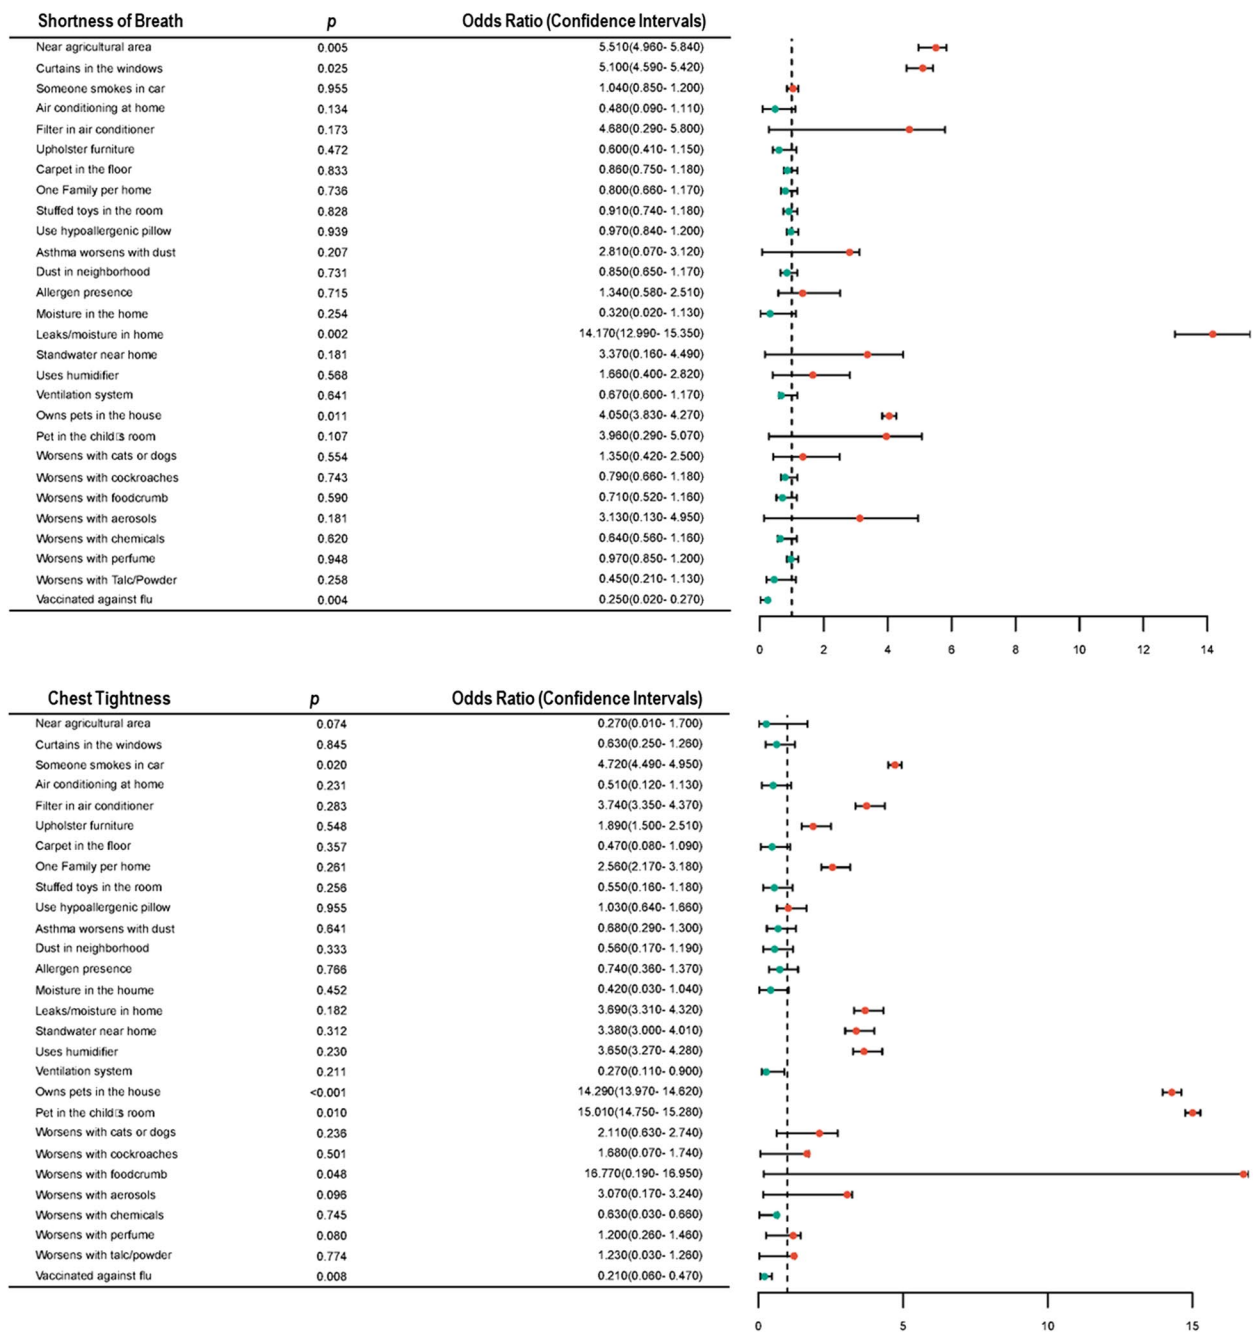 Shortness of Breath p Odds Ratio (Confidence Intervals)
Near agricultural area 0.005 5.510(4.960- 5.840)
Curtains in the windows 0.025 5.100(4.590- 5.420)
Someone smokes in car 0.955 1.040(0.850- 1.200)
Air conditioning at home 0.134 0.480(0.090- 1.110)
Filter in air conditioner 0.173 4.680(0.290- 5.800)
Upholster furniture 0.472 0.600(0.410- 1.150)
Carpet in the floor 0.833 0.860(0.750- 1.180)
One Family per home 0.736 0.800(0.660- 1.170)
Stuffed toys in the room 0.828 0.910(0.740- 1.180)
Use hypoallergenic pillow 0.939 0.970(0.840- 1.200)
Asthma worsens with dust 0.207 2.810(0.070- 3.120)
Dust in neighborhood 0.731 0.850(0.650- 1.170)
Allergen presence 0.715 1.340(0.580- 2.510)
Moisture in the home 0.254 0.320(0.020- 1.130)
Leaks/moisture in home 0.002 14.170(12.990- 15.350)
Standwater near home 0.181 3.370(0.160- 4.490)
Uses humidifier 0.568 1.660(0.400- 2.820)
Ventilation system 0.641 0.670(0.600- 1.170)
Owns pets in the house 0.011 4.050(3.830- 4.270)
Pet in the child□s room 0.107 3.960(0.290- 5.070)
Worsens with cats or dogs 0.554 1.350(0.420- 2.500)
Worsens with cockroaches 0.743 0.790(0.660- 1.180)
Worsens with foodcrumb 0.590 0.710(0.520- 1.160)
Worsens with aerosols 0.181 3.130(0.130- 4.950)
Worsens with chemicals 0.620 0.640(0.560- 1.160)
Worsens with perfume 0.948 0.970(0.850- 1.200)
Worsens with Talc/Powder 0.258 0.450(0.210- 1.130)
Vaccinated against flu 0.004 0.250(0.020- 0.270)
0 2 4 6 8 10 12 14
Chest Tightness p Odds Ratio (Confidence Intervals)
Near agricultural area 0.074 0.270(0.010- 1.700)
Curtains in the windows 0.845 0.630(0.250- 1.260)
Someone smokes in car 0.020 4.720(4.490- 4.950)
Air conditioning at home 0.231 0.510(0.120- 1.130)
Filter in air conditioner 0.283 3.740(3.350- 4.370)
Upholster furniture 0.548 1.890(1.500- 2.510)
Carpet in the floor 0.357 0.470(0.080- 1.090)
One Family per home 0.261 2.560(2.170- 3.180)
Stuffed toys in the room 0.256 0.550(0.160- 1.180)
Use hypoallergenic pillow 0.955 1.030(0.640- 1.660)
Asthma worsens with dust 0.641 0.680(0.290- 1.300)
Dust in neighborhood 0.333 0.560(0.170- 1.190)
Allergen presence 0.766 0.740(0.360- 1.370)
Moisture in the houme 0.452 0.420(0.030- 1.040)
Leaks/moisture in home 0.182 3.690(3.310- 4.320)
Standwater near home 0.312 3.380(3.000- 4.010)
Uses humidifier 0.230 3.650(3.270- 4.280)
Ventilation system 0.211 0.270(0.110- 0.900)
Owns pets in the house <0.001 14.290(13.970- 14.620)
Pet in the child□s room 0.010 15.010(14.750- 15.280)
Worsens with cats or dogs 0.236 2.110(0.630- 2.740)
Worsens with cockroaches 0.501 1.680(0.070- 1.740)
Worsens with foodcrumb 0.048 16.770(0.190- 16.950)
Worsens with aerosols 0.096 3.070(0.170- 3.240)
Worsens with chemicals 0.745 0.630(0.030- 0.660)
Worsens with perfume 0.080 1.200(0.260- 1.460)
Worsens with talc/powder 0.774 1.230(0.030- 1.260)
Vaccinated against flu 0.008 0.210(0.060- 0.470)
0 5 10 15